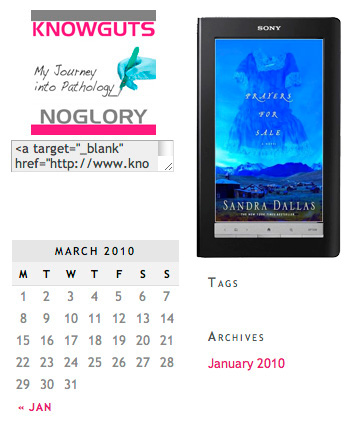 KNOWGUTS
My Journey
into Pathology
NOGLORY
<a target="_blank"
href="http://www.kno
MARCH 2010
M T W T F S S
1 2 3 4 5 6 7
8 9 10 11 12 13 14
15 16 17 18 19 20 21
22 23 24 25 26 27 28
29 30 31
« JAN
SONY
PRAYERS
FOR
SALE
SANDRA DALLAS
Tags
Archives
January 2010